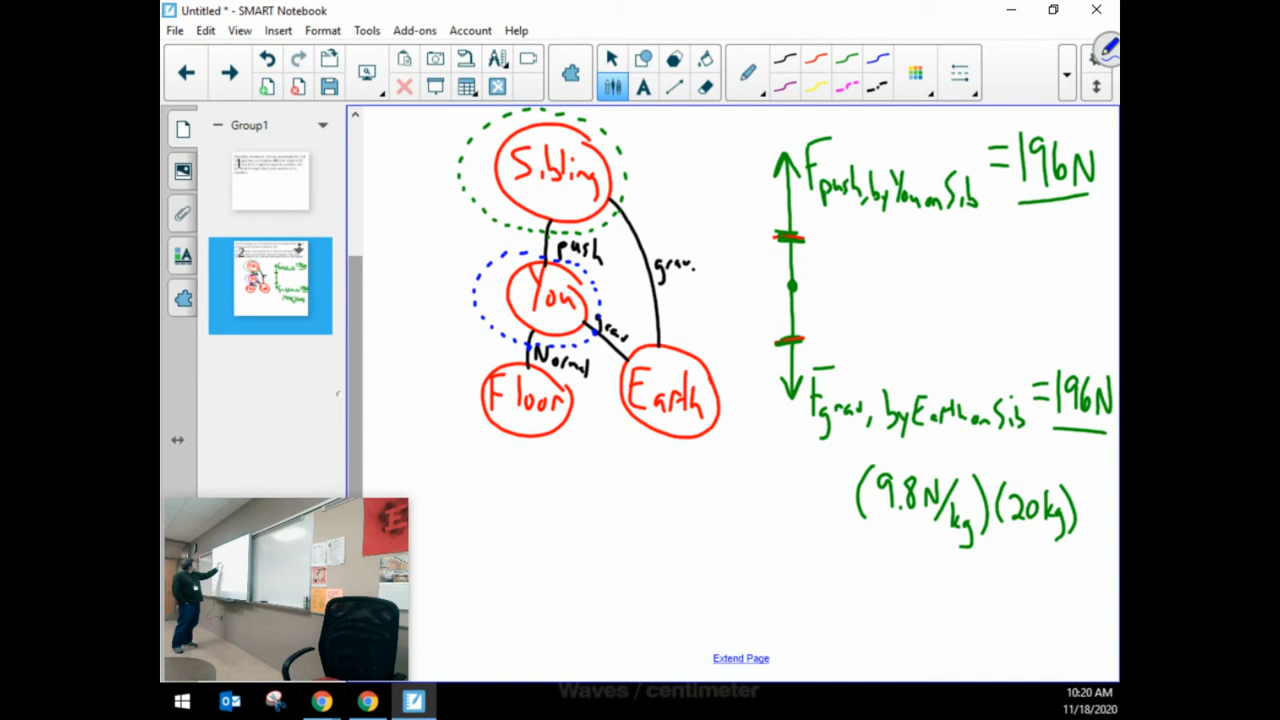 Untitled * - SMART Notebook
File Edit View Insert Format Tools Add-ons Account Help
Group1
2
Sibling
push
grav.
You
grav
Normal
Floor
Earth
Fpush, by You on Sib = 196N
Fgrav, by Earth on Sib = 196N
(9.8N/kg)(20kg)
Extend Page
Waves / centimeter
10:20 AM
11/18/2020